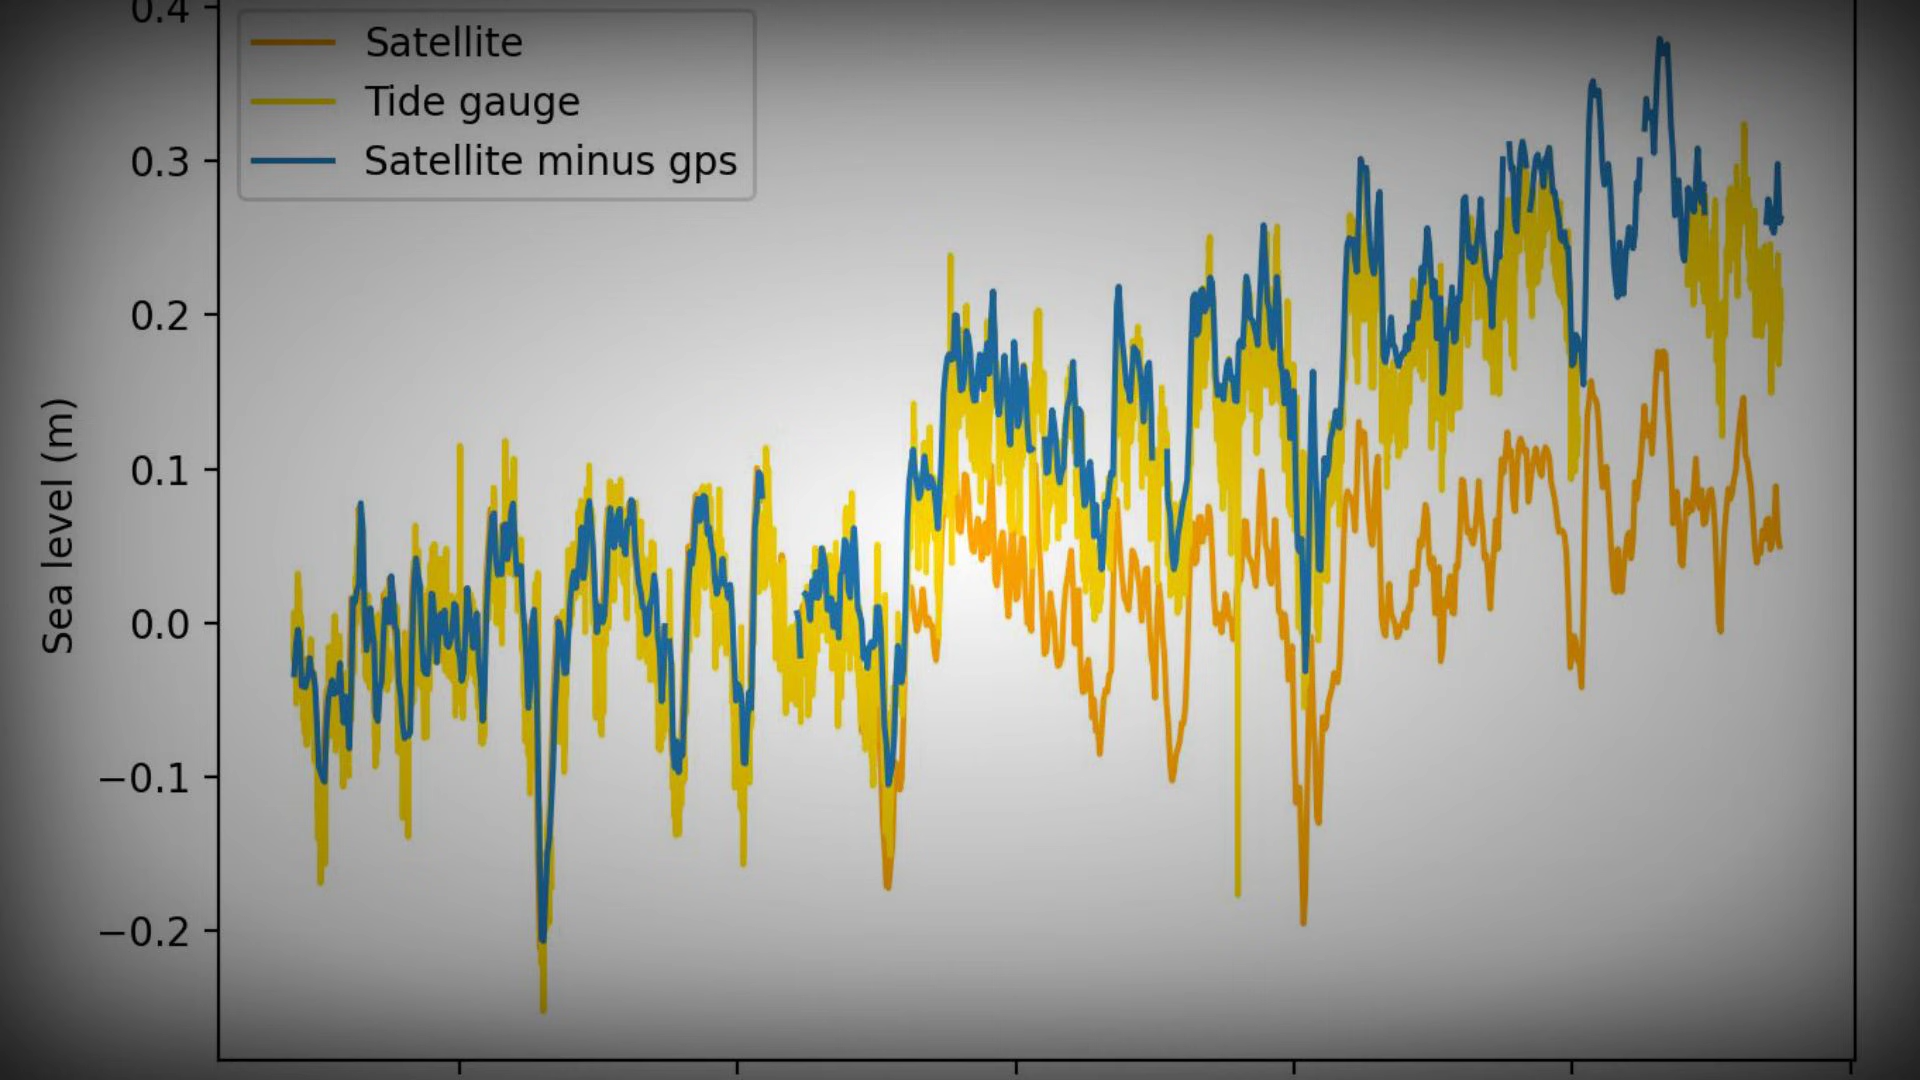 0.4
Satellite
Tide gauge
Satellite minus gps
0.3
0.2
0.1
0.0
−0.1
−0.2
Sea level (m)